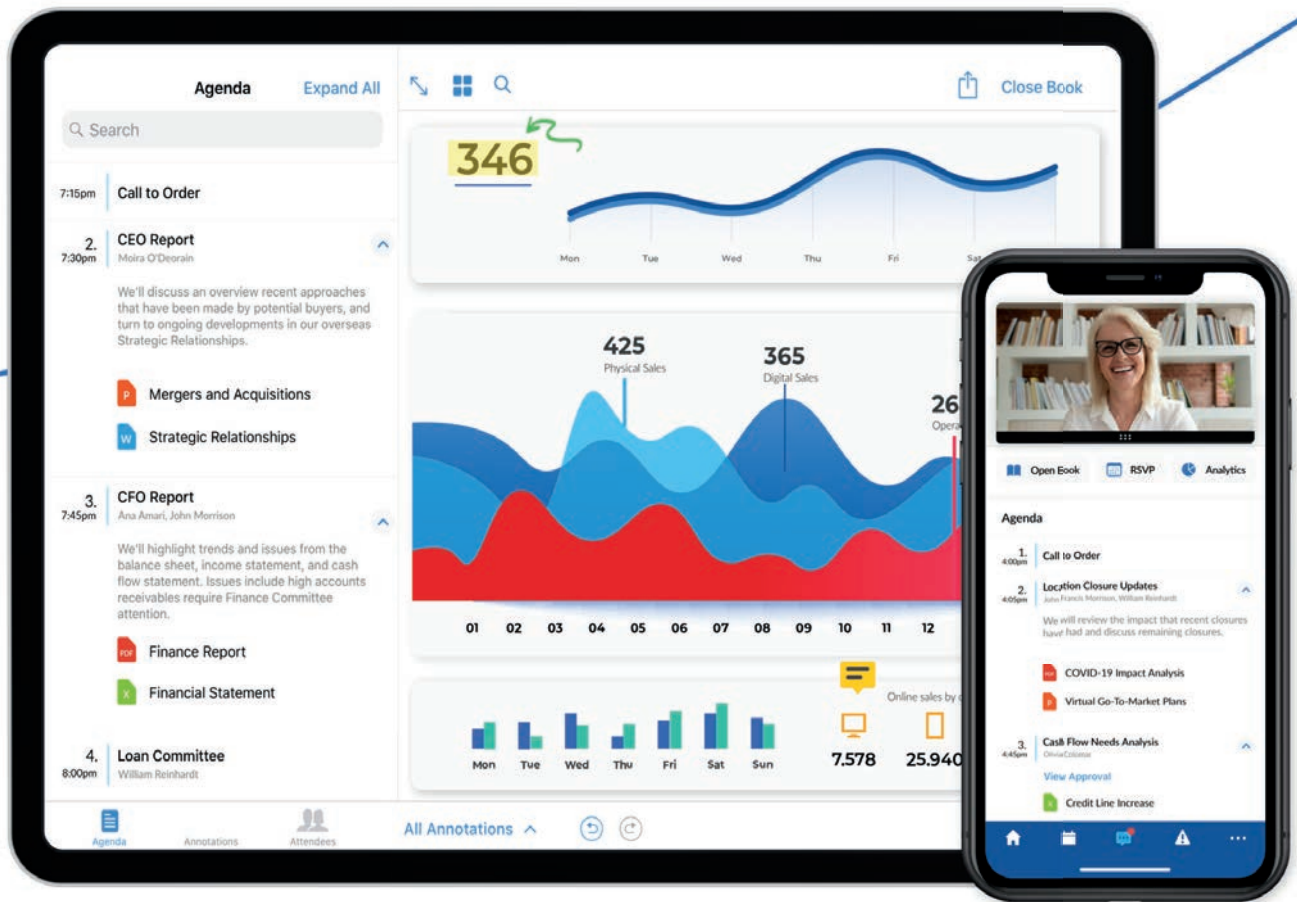 Agenda
Expand All
Close Book
Search
7:15pm
Call to Order
2.
7:30pm
CEO Report
Moira O'Deorain
We'll discuss an overview recent approaches
that have been made by potential buyers, and
turn to ongoing developments in our overseas
Strategic Relationships.
P
Mergers and Acquisitions
W
Strategic Relationships
3.
7:45pm
CFO Report
Ana Amari, John Morrison
We'll highlight trends and issues from the
balance sheet, income statement, and cash
flow statement. Issues include high accounts
receivables require Finance Committee
attention.
PDF
Finance Report
X
Financial Statement
4.
8:00pm
Loan Committee
William Reinhardt
Agenda
Annotations
Attendees
346
Mon Tue Wed Thu Fri Sat
425
Physical Sales
365
Digital Sales
26
Opera
01 02 03 04 05 06 07 08 09 10 11 12
Mon Tue Wed Thu Fri Sat Sun
Online sales by
7.578
25.940
All Annotations
Open Book
RSVP
Analytics
Agenda
1.
4:00pm
Call to Order
2.
4:05pm
Location Closure Updates
John Francis Morrison, William Reinhardt
We will review the impact that recent closures
have had and discuss remaining closures.
PDF
COVID-19 Impact Analysis
P
Virtual Go-To-Market Plans
3.
4:45pm
Cash Flow Needs Analysis
View Approval
X
Credit Line Increase